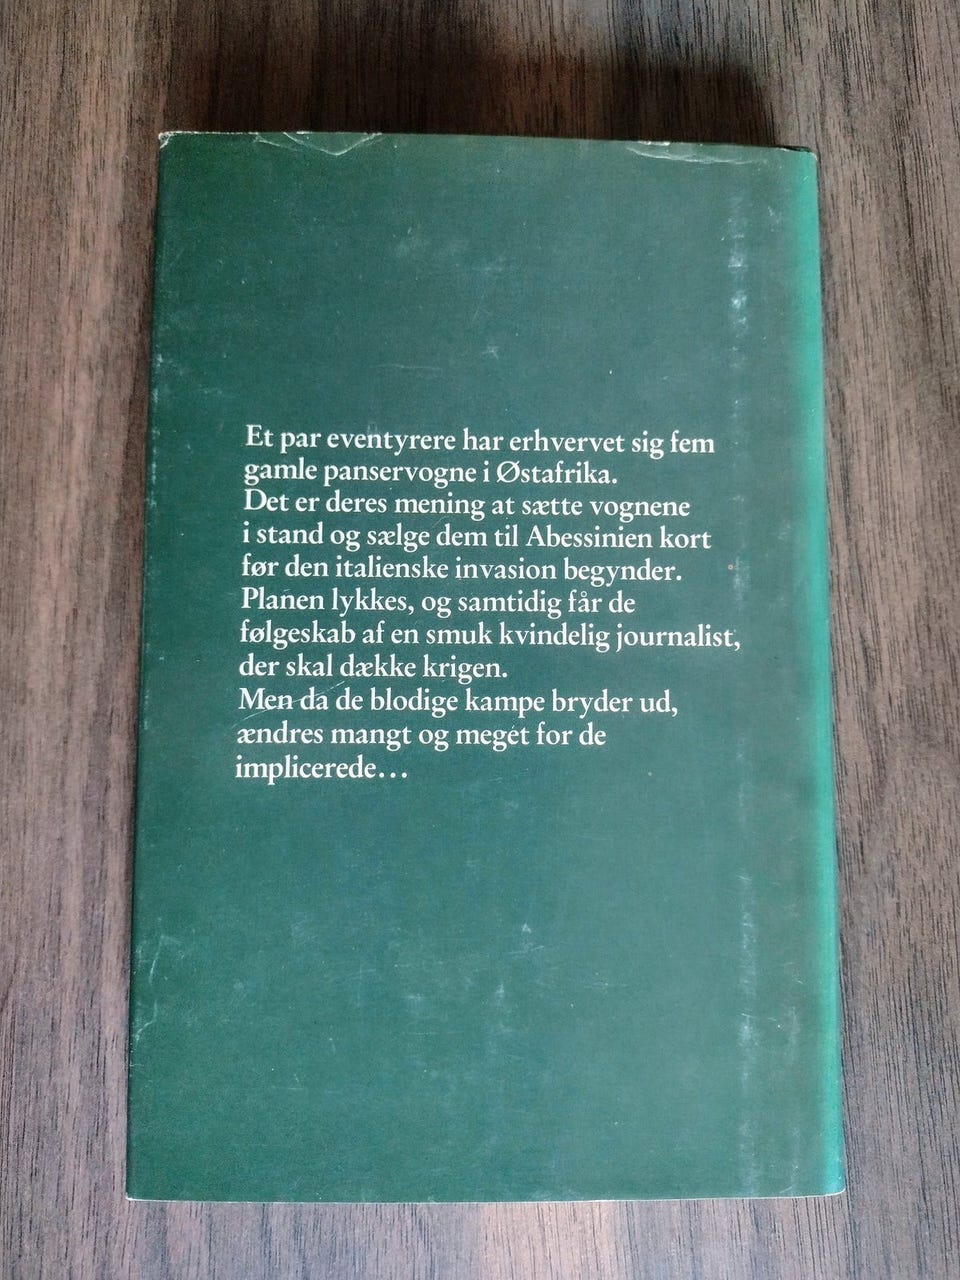 Et par eventyrere har erhvervet sig fem
gamle panservogne i Østafrika.
Det er deres mening at sætte vognene
i stand og sælge dem til Abessinien kort
før den italienske invasion begynder.
Planen lykkes, og samtidig får de
følgeskab af en smuk kvindelig journalist,
der skal dække krigen.
Men da de blodige kampe bryder ud,
ændres mangt og meget for de
implicerede...